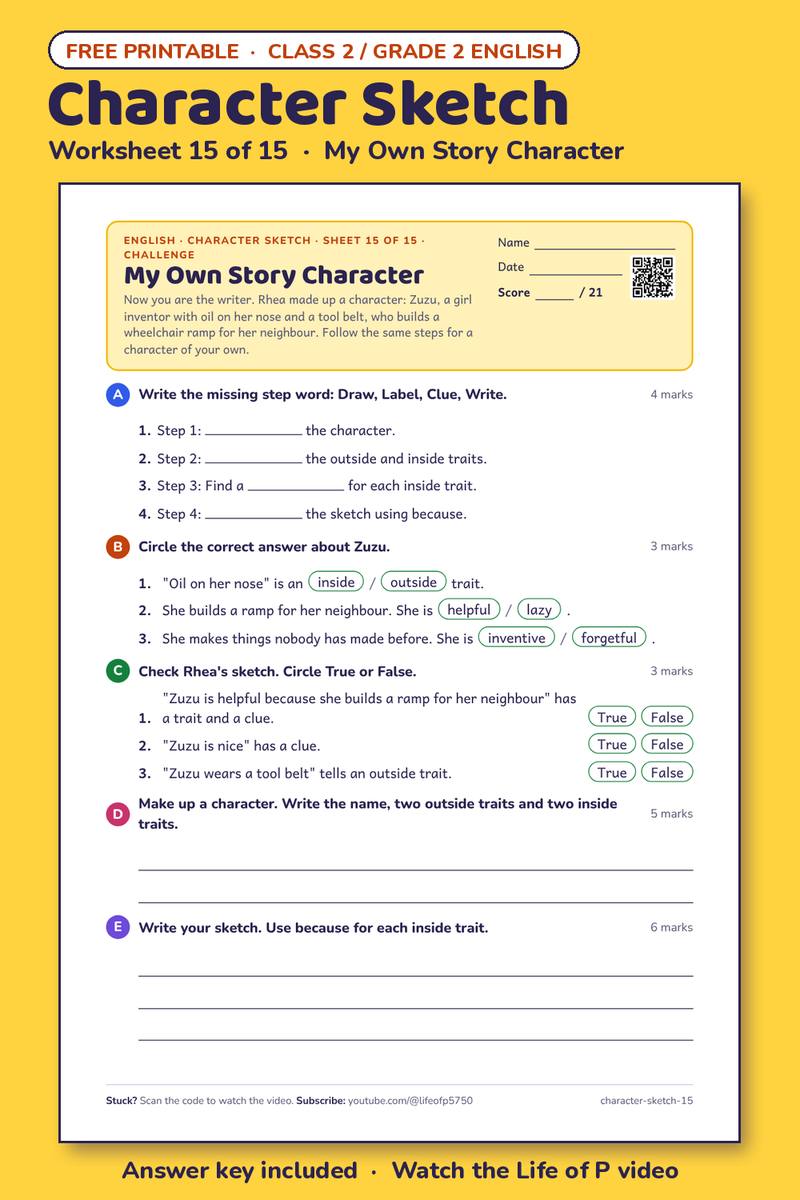 FREE PRINTABLE · CLASS 2 / GRADE 2 ENGLISH
Character Sketch
Worksheet 15 of 15 · My Own Story Character
ENGLISH · CHARACTER SKETCH · SHEET 15 OF 15 ·
CHALLENGE
My Own Story Character
Now you are the writer. Rhea made up a character: Zuzu, a girl
inventor with oil on her nose and a tool belt, who builds a
wheelchair ramp for her neighbour. Follow the same steps for a
character of your own.
Name
Date
Score ______ / 21
A Write the missing step word: Draw, Label, Clue, Write. 4 marks
1. Step 1: ____________ the character.
2. Step 2: ____________ the outside and inside traits.
3. Step 3: Find a ____________ for each inside trait.
4. Step 4: ____________ the sketch using because.
B Circle the correct answer about Zuzu. 3 marks
1. "Oil on her nose" is an inside / outside trait.
2. She builds a ramp for her neighbour. She is helpful / lazy .
3. She makes things nobody has made before. She is inventive / forgetful .
C Check Rhea's sketch. Circle True or False. 3 marks
"Zuzu is helpful because she builds a ramp for her neighbour" has
1. a trait and a clue. True False
2. "Zuzu is nice" has a clue. True False
3. "Zuzu wears a tool belt" tells an outside trait. True False
D Make up a character. Write the name, two outside traits and two inside
traits. 5 marks
E Write your sketch. Use because for each inside trait. 6 marks
Stuck? Scan the code to watch the video. Subscribe: youtube.com/@lifeofp5750 character-sketch-15
Answer key included · Watch the Life of P video